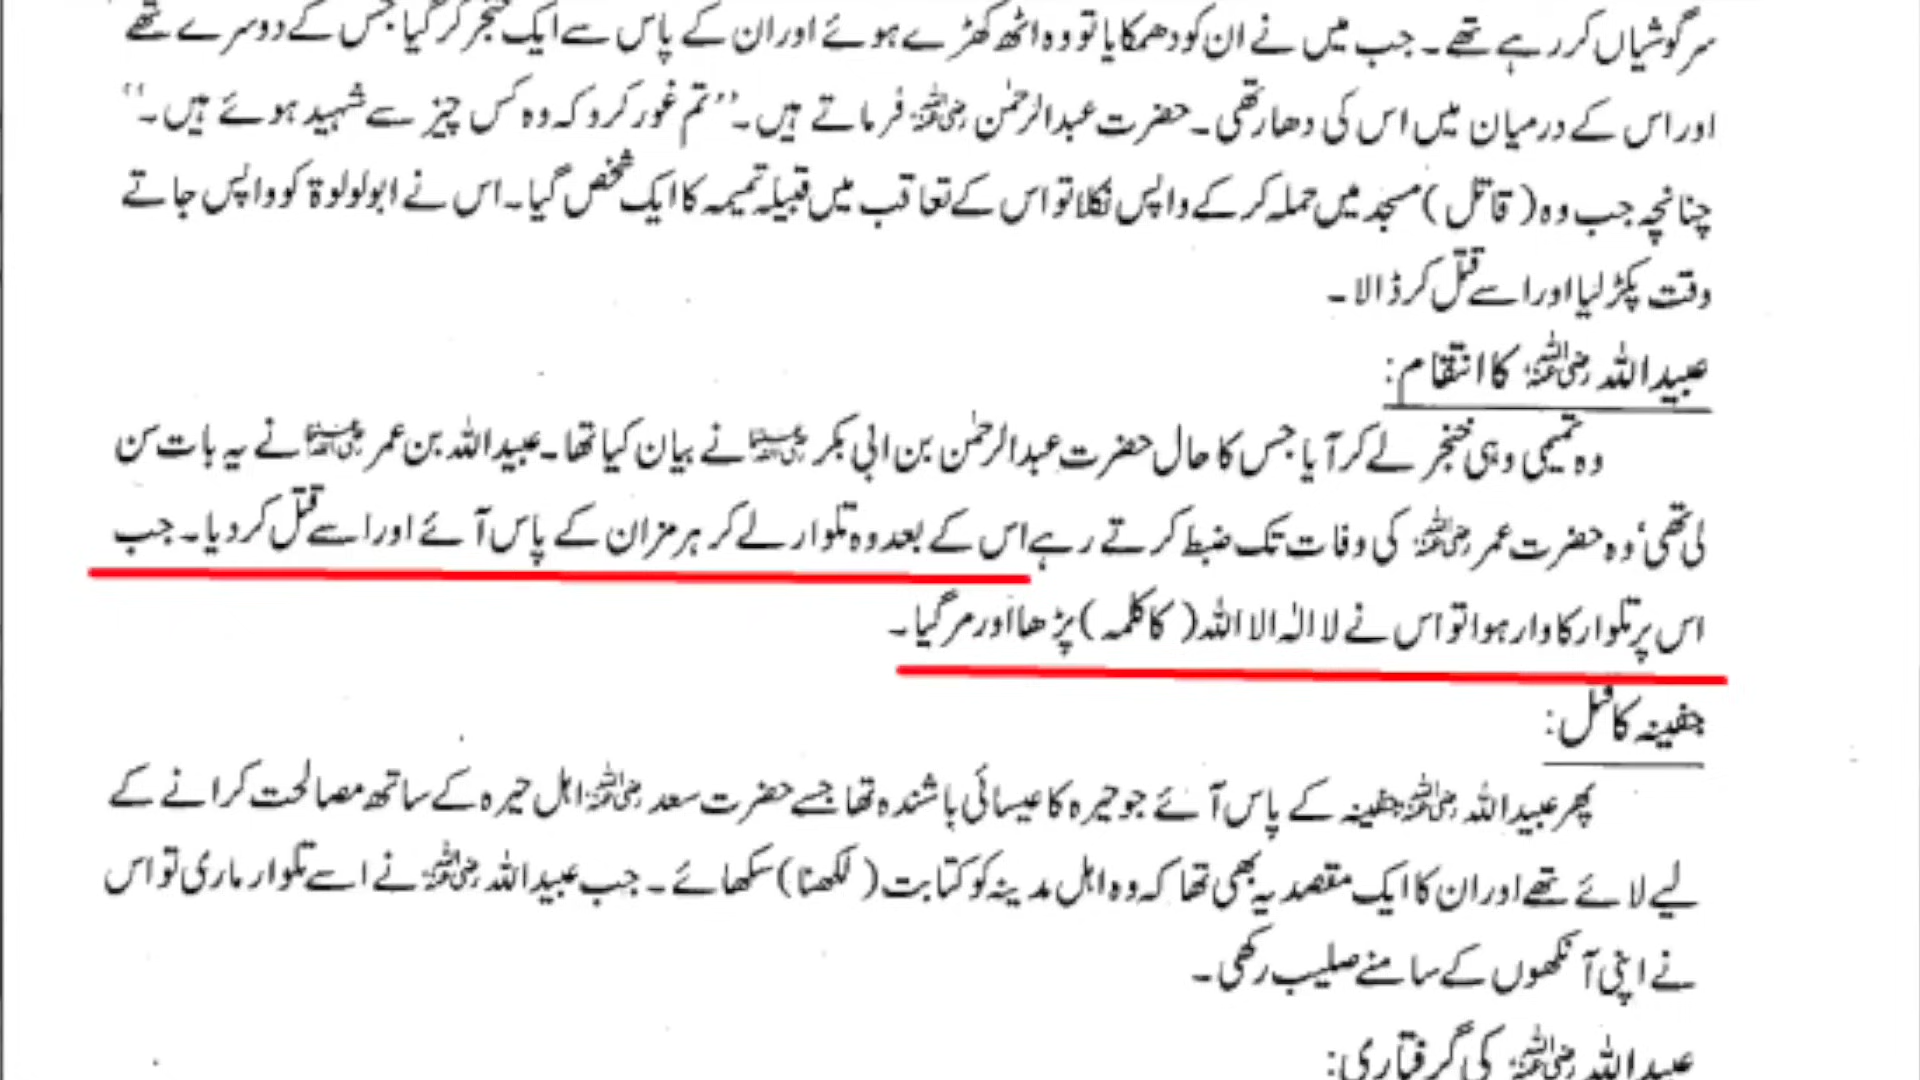 سرگوشیاں کر رہے تھے۔ جب میں نے ان کو دھمکایا تو وہ اٹھ کھڑے ہوئے اور ان کے پاس سے ایک خنجر گر گیا جس کے دوسرے تھے
اور اس کے درمیان میں اس کی دھار تھی۔ حضرت عبدالرحمٰن رضی اللہ عنہ فرماتے ہیں۔ ”تم غور کرو کہ وہ کس چیز سے شہید ہوئے ہیں۔“
چنانچہ جب وہ (قاتل) مسجد میں حملہ کر کے واپس نکلا تو اس کے تعاقب میں قبیلہ تمیمہ کا ایک شخص گیا۔ اس نے ابولولوۃ کو واپس جاتے
وقت پکڑ لیا اور اسے قتل کر ڈالا۔
عبیداللہ رضی اللہ عنہ کا انتقام:
وہ تمیمی وہی خنجر لے کر آیا جس کا حال حضرت عبدالرحمٰن بن ابی بکر رضی اللہ عنہما نے بیان کیا تھا۔ عبیداللہ بن عمر رضی اللہ عنہما نے یہ بات سن
لی تھی، وہ حضرت عمر رضی اللہ عنہ کی وفات تک ضبط کرتے رہے اس کے بعد وہ تلوار لے کر ہرمزان کے پاس آئے اور اسے قتل کر دیا۔ جب
اس پر تلوار کا وار ہوا تو اس نے لا الہ الا اللہ (کا کلمہ) پڑھا اور مر گیا۔
جفینہ کا قتل:
پھر عبیداللہ رضی اللہ عنہ جفینہ کے پاس آئے جو حیرہ کا عیسائی باشندہ تھا جسے حضرت سعد رضی اللہ عنہ اہل حیرہ کے ساتھ مصالحت کرانے کے
لیے لائے تھے اور ان کا ایک مقصد یہ بھی تھا کہ وہ اہل مدینہ کو کتابت (لکھنا) سکھائے۔ جب عبیداللہ رضی اللہ عنہ نے اسے تلوار ماری تو اس
نے اپنی آنکھوں کے سامنے صلیب رکھی۔
عبیداللہ رضی اللہ عنہ کی گرفتاری: